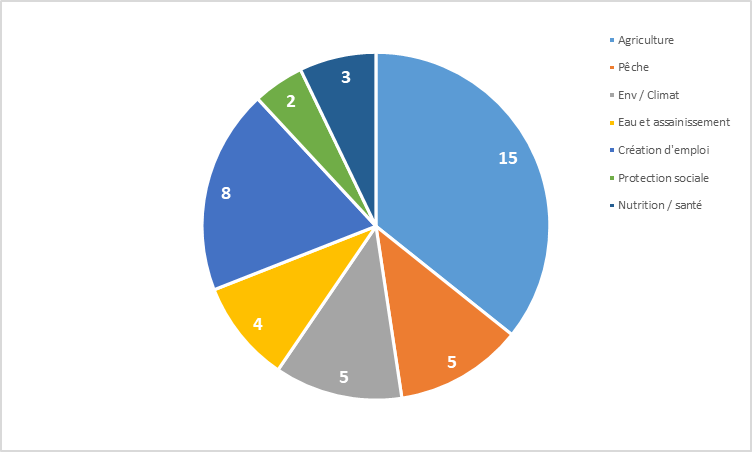 Agriculture
Pêche
Env / Climat
Eau et assainissement
Création d'emploi
Protection sociale
Nutrition / santé
15
5
5
4
8
2
3